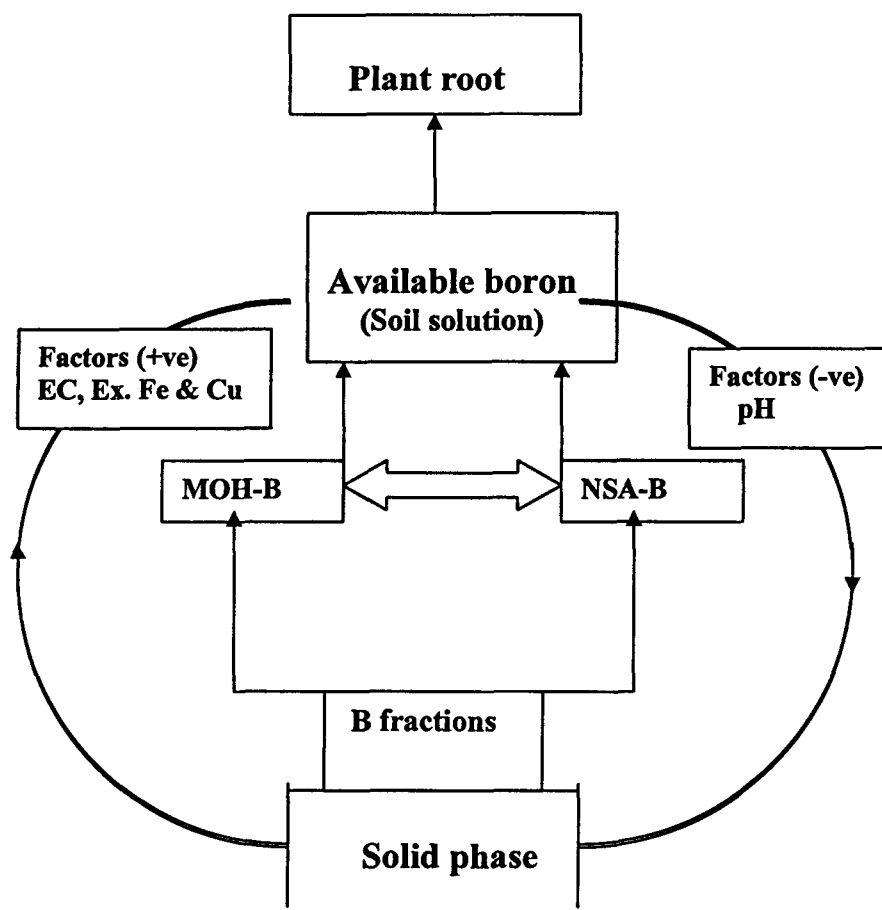 Plant root
Available boron
(Soil solution)
Factors (+ve)
EC, Ex. Fe & Cu
Factors (-ve)
pH
MOH-B
NSA-B
B fractions
Solid phase